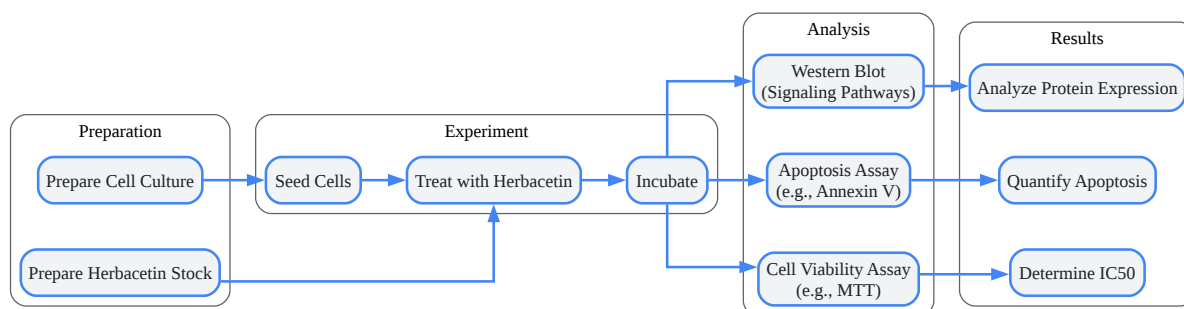 Preparation
Prepare Cell Culture
Prepare Herbacetin Stock
Experiment
Seed Cells
Treat with Herbacetin
Incubate
Analysis
Western Blot
(Signaling Pathways)
Apoptosis Assay
(e.g., Annexin V)
Cell Viability Assay
(e.g., MTT)
Results
Analyze Protein Expression
Quantify Apoptosis
Determine IC50